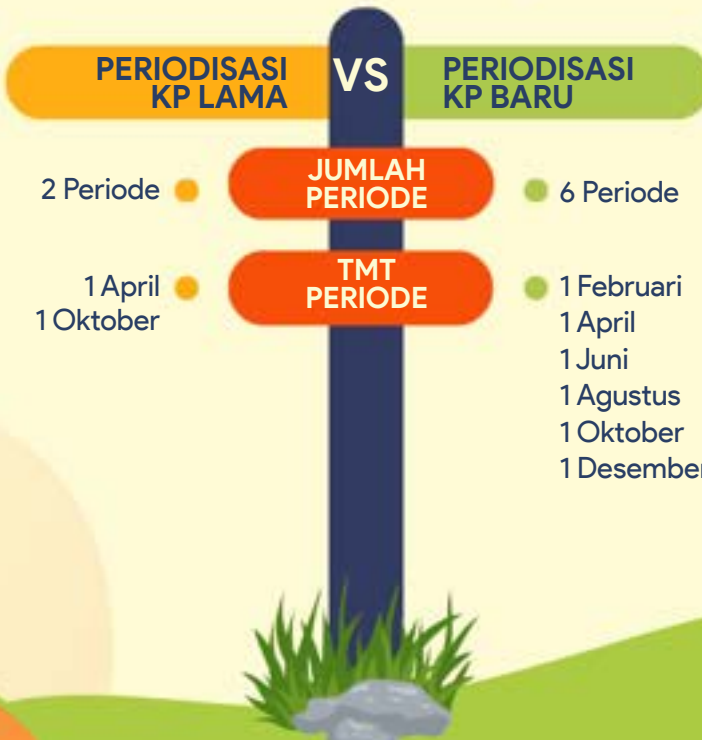 PERIODISASI
KP LAMA
VS
PERIODISASI
KP BARU
JUMLAH
PERIODE
2 Periode
6 Periode
TMT
PERIODE
1 April
1 Oktober
1 Februari
1 April
1 Juni
1 Agustus
1 Oktober
1 Desember